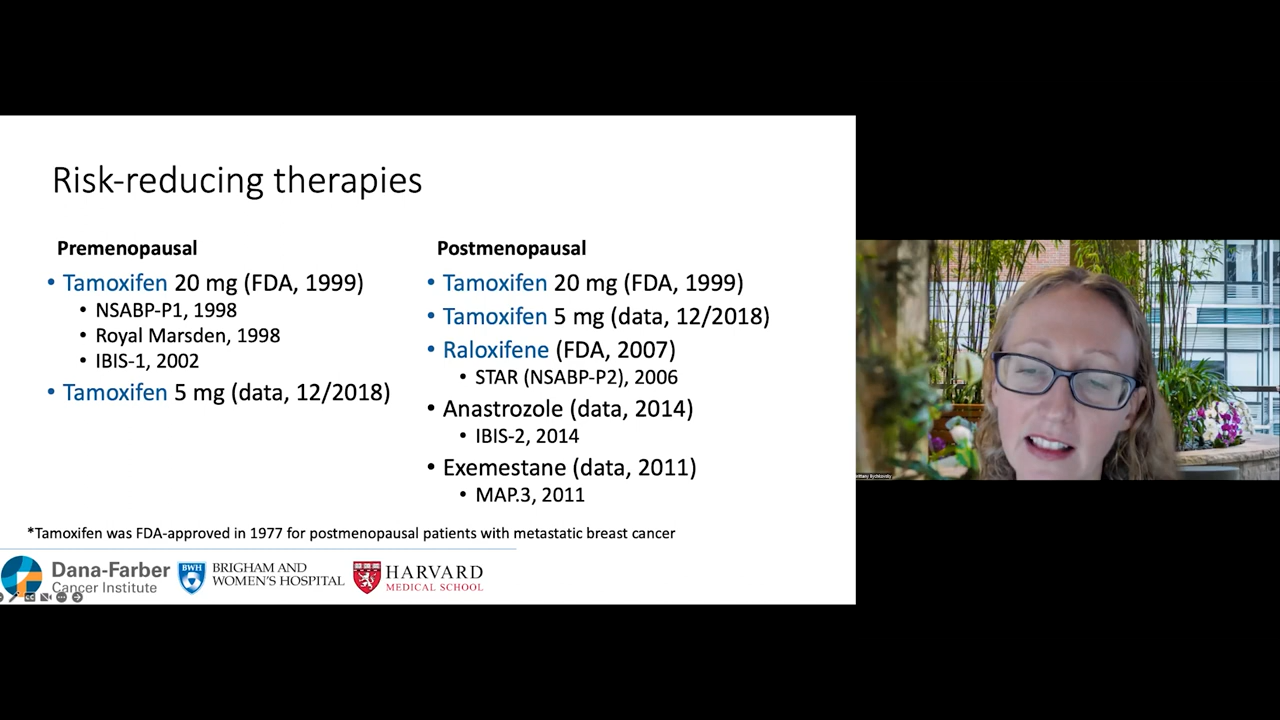 Risk-reducing therapies
Premenopausal
• Tamoxifen 20 mg (FDA, 1999)
• NSABP-P1, 1998
• Royal Marsden, 1998
• IBIS-1, 2002
• Tamoxifen 5 mg (data, 12/2018)
Postmenopausal
• Tamoxifen 20 mg (FDA, 1999)
• Tamoxifen 5 mg (data, 12/2018)
• Raloxifene (FDA, 2007)
• STAR (NSABP-P2), 2006
• Anastrozole (data, 2014)
• IBIS-2, 2014
• Exemestane (data, 2011)
• MAP.3, 2011
*Tamoxifen was FDA-approved in 1977 for postmenopausal patients with metastatic breast cancer
Dana-Farber
Cancer Institute
BWH
BRIGHAM AND
WOMEN'S HOSPITAL
HARVARD
MEDICAL SCHOOL
Brittany Bychkovsky